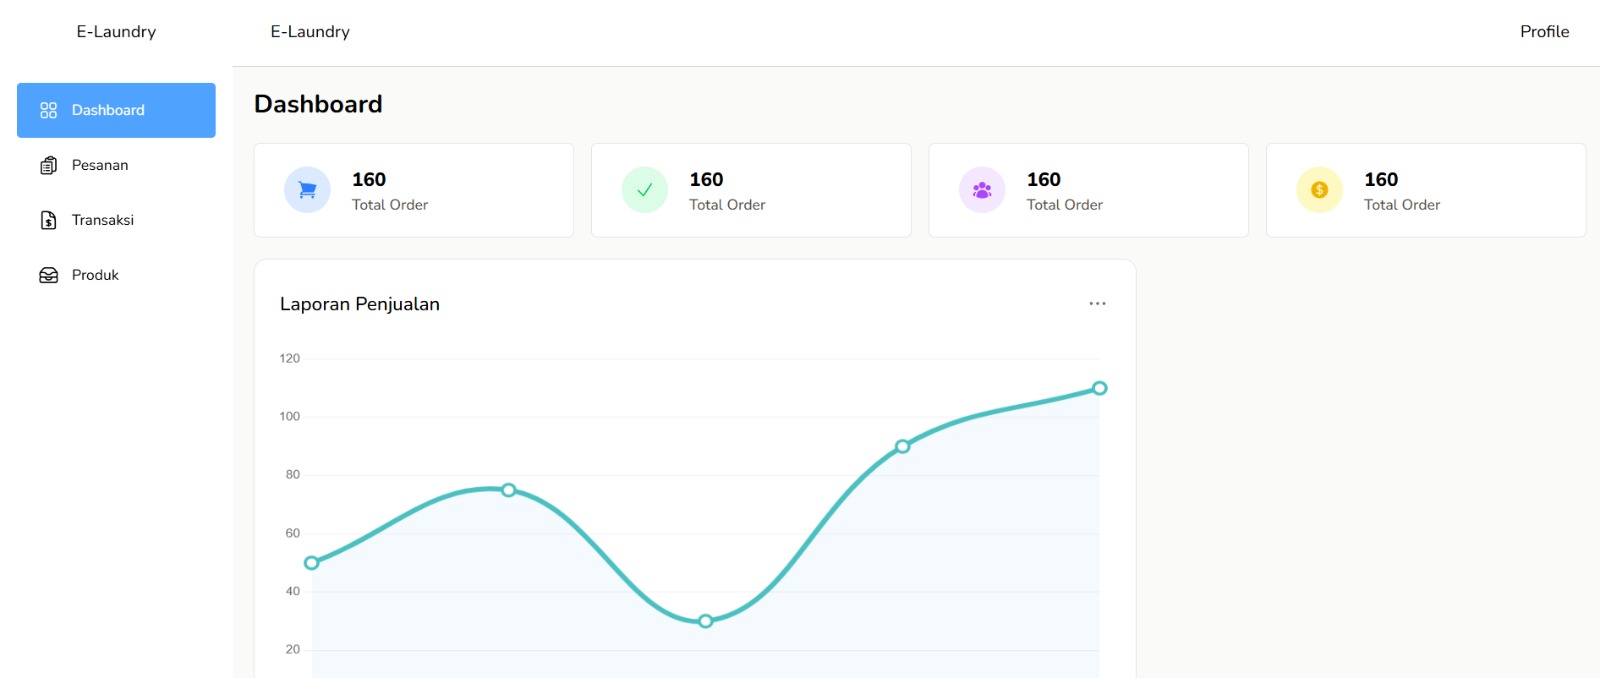 E-Laundry
Dashboard
Pesanan
Transaksi
Produk
E-Laundry
Profile
Dashboard
160
Total Order
160
Total Order
160
Total Order
160
Total Order
Laporan Penjualan
120
100
80
60
40
20